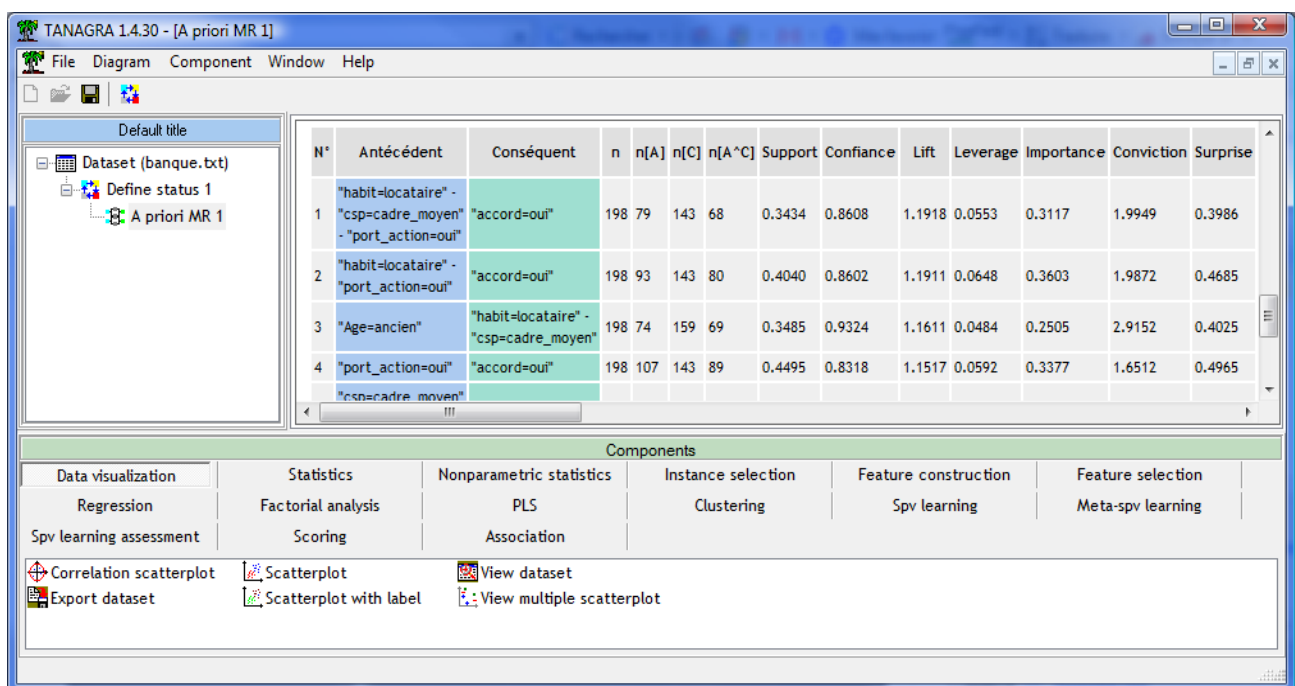 TANAGRA 1.4.30 - [A priori MR 1]
File Diagram Component Window Help
Default title
Dataset (banque.txt)
Define status 1
A priori MR 1
N° Antécédent Conséquent n n[A] n[C] n[A^C] Support Confiance Lift Leverage Importance Conviction Surprise
"habit=locataire" -
1 "csp=cadre_moyen" "accord=oui" 198 79 143 68 0.3434 0.8608 1.1918 0.0553 0.3117 1.9949 0.3986
- "port_action=oui"
"habit=locataire" -
2 "accord=oui" 198 93 143 80 0.4040 0.8602 1.1911 0.0648 0.3603 1.9872 0.4685
"port_action=oui"
"habit=locataire" -
3 "Age=ancien" 198 74 159 69 0.3485 0.9324 1.1611 0.0484 0.2505 2.9152 0.4025
"csp=cadre_moyen"
4 "port_action=oui" "accord=oui" 198 107 143 89 0.4495 0.8318 1.1517 0.0592 0.3377 1.6512 0.4965
"csp=cadre_moyen"
Components
Data visualization Statistics Nonparametric statistics Instance selection Feature construction Feature selection
Regression Factorial analysis PLS Clustering Spv learning Meta-spv learning
Spv learning assessment Scoring Association
Correlation scatterplot Scatterplot View dataset
Export dataset Scatterplot with label View multiple scatterplot